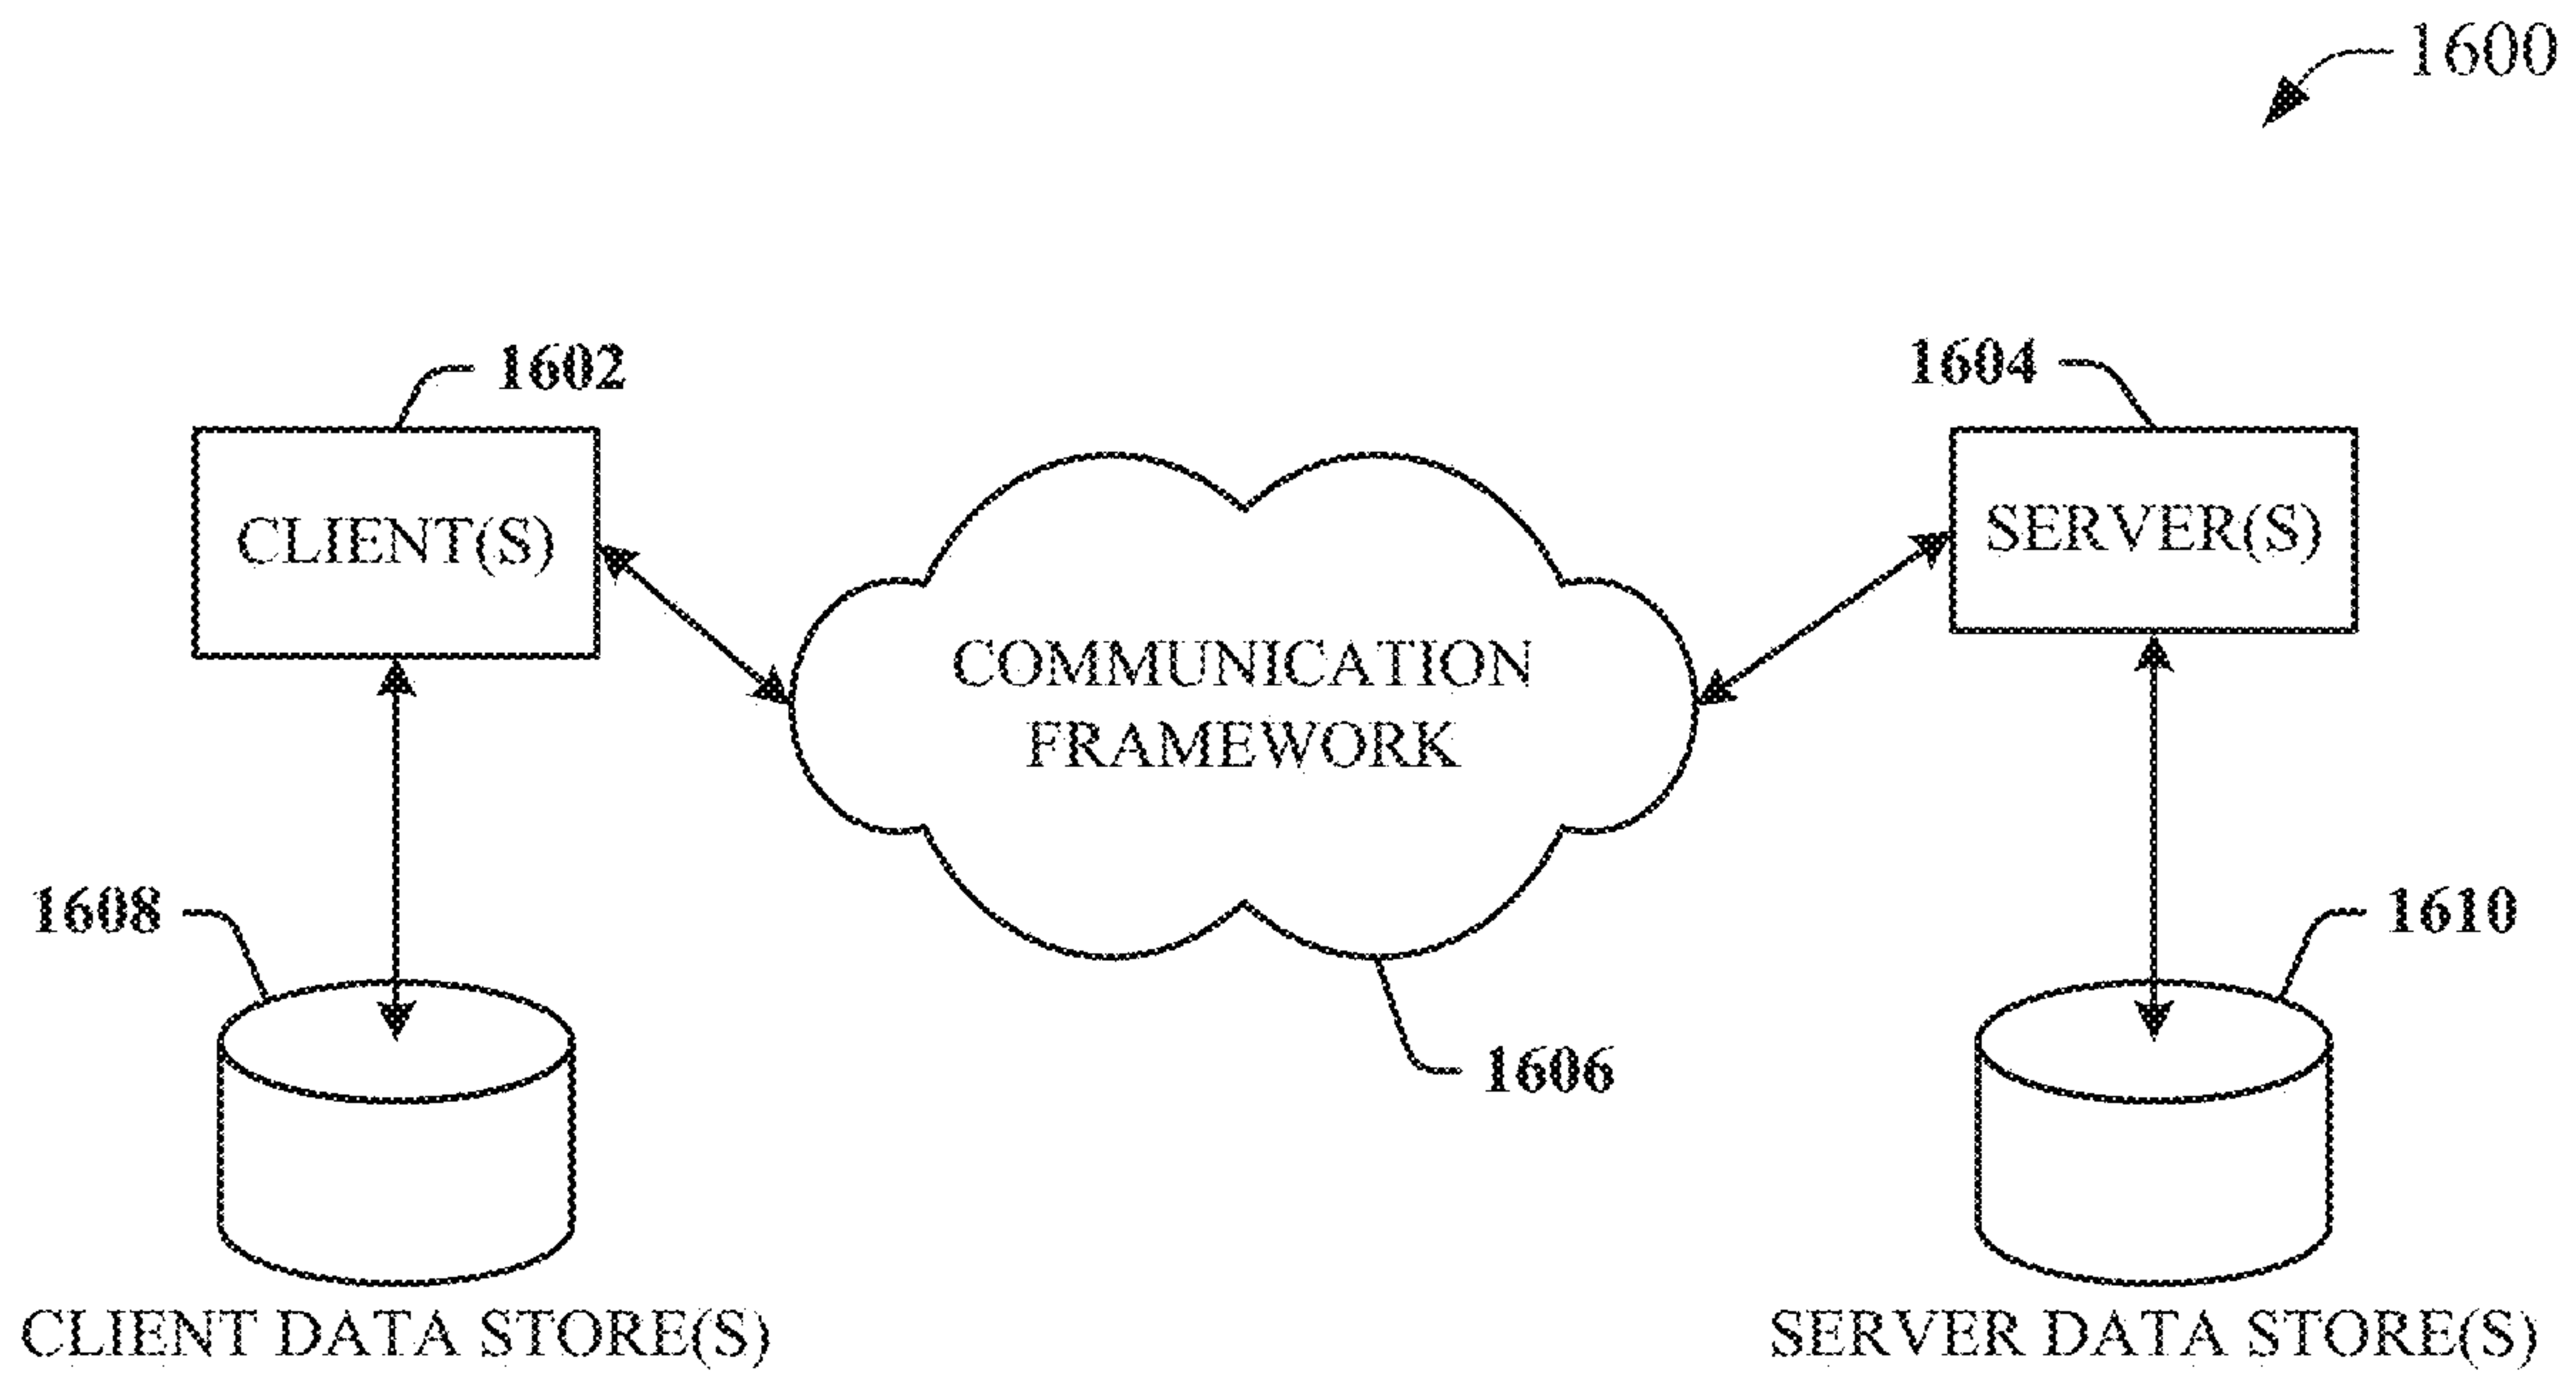 1600
1602
1604
CLIENT(S)
SERVER(S)
COMMUNICATION
FRAMEWORK
1608
1610
1606
CLIENT DATA STORE(S)
SERVER DATA STORE(S)